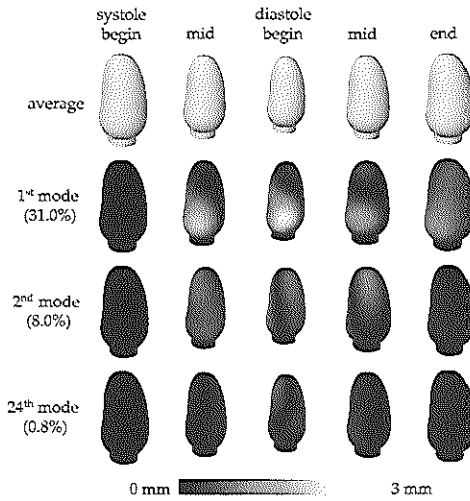 systole diastole
begin mid begin mid end
average
1st mode
(31.0%)
2nd mode
(8.0%)
24th mode
(0.8%)
0 mm 3 mm